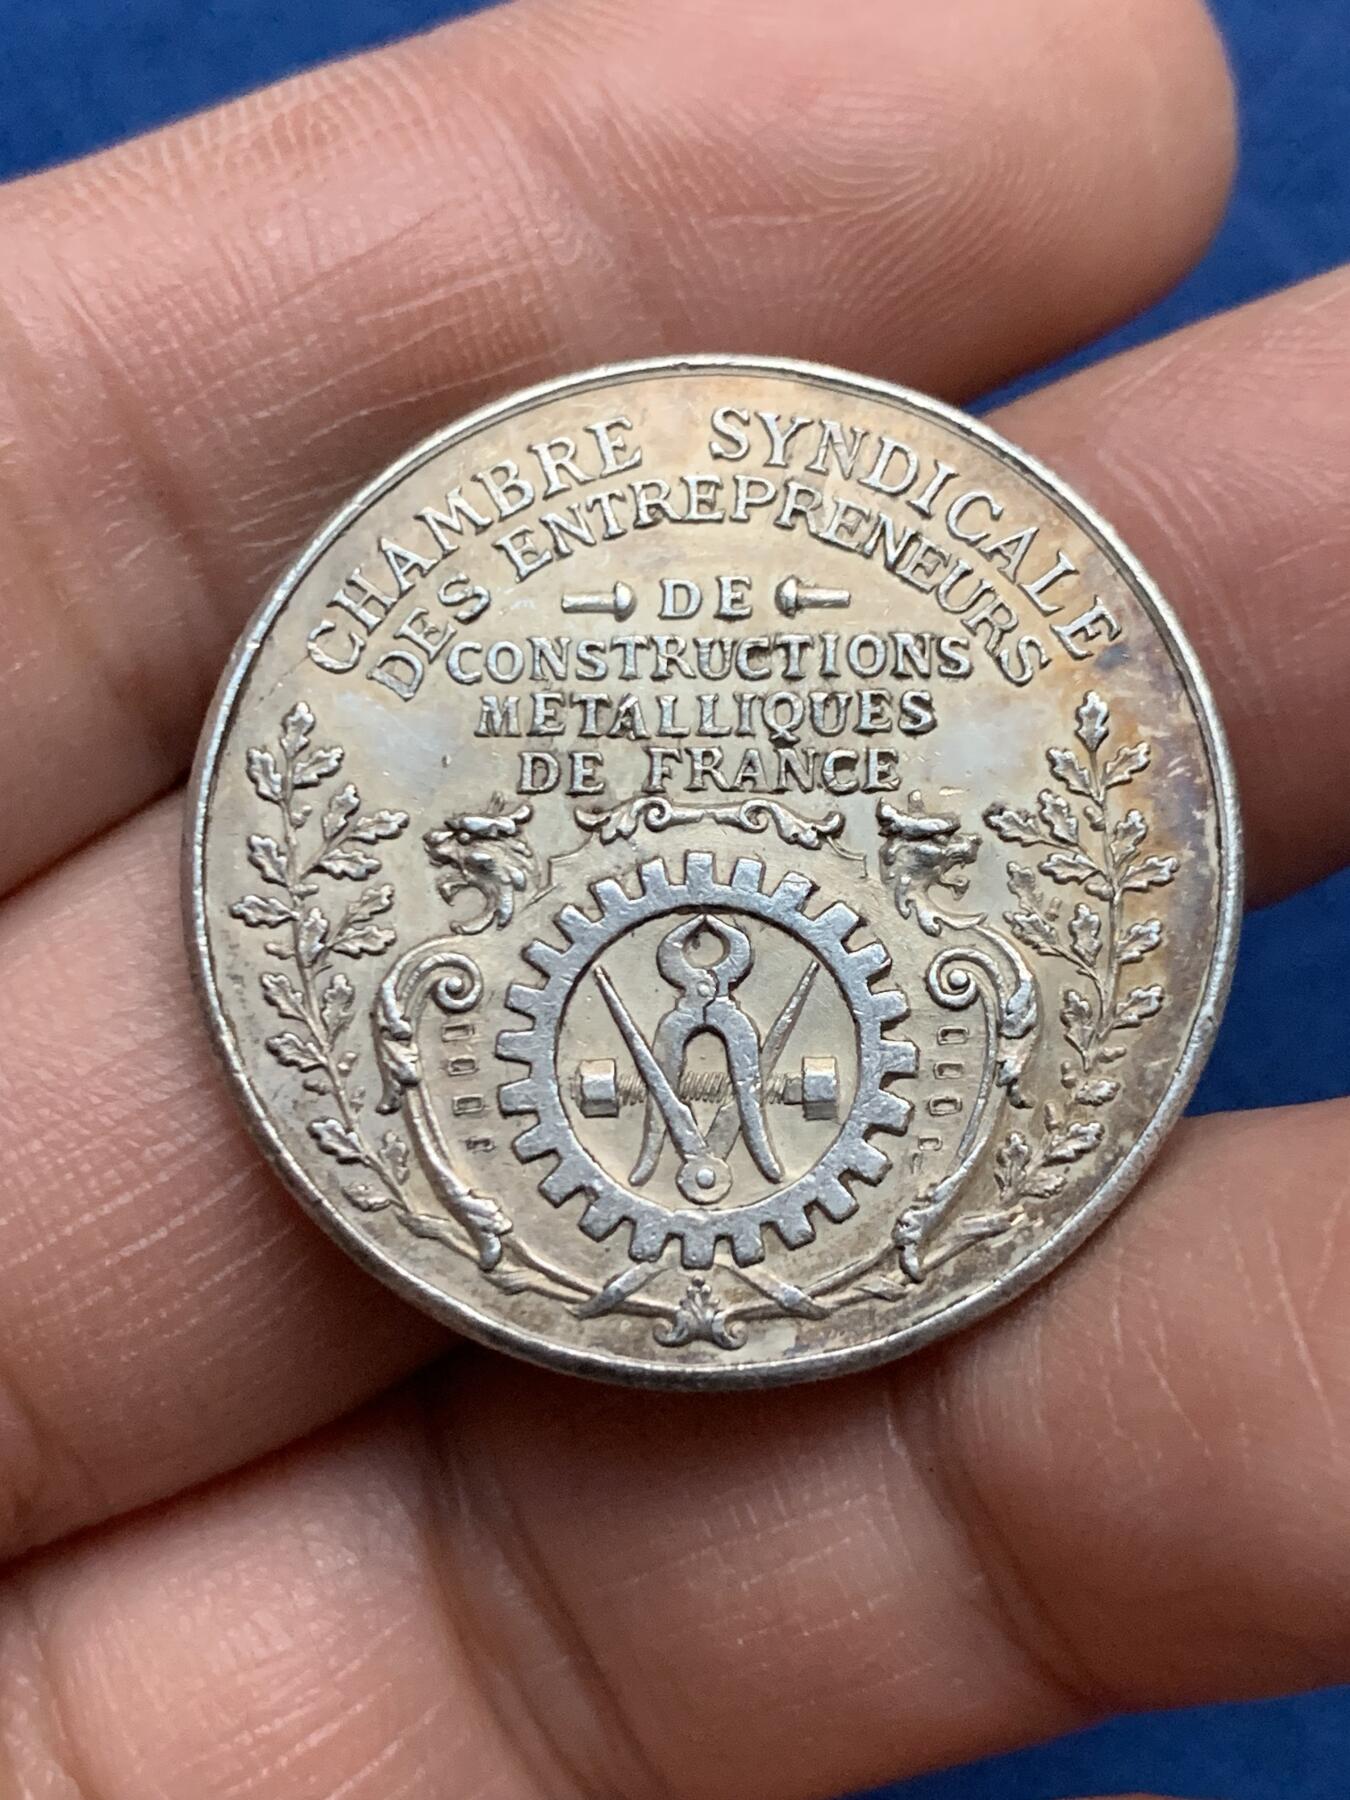 CHAMBRE SYNDICALE
DES ENTREPRENEURS
DE
CONSTRUCTIONS
MÉTALLIQUES
DE FRANCE